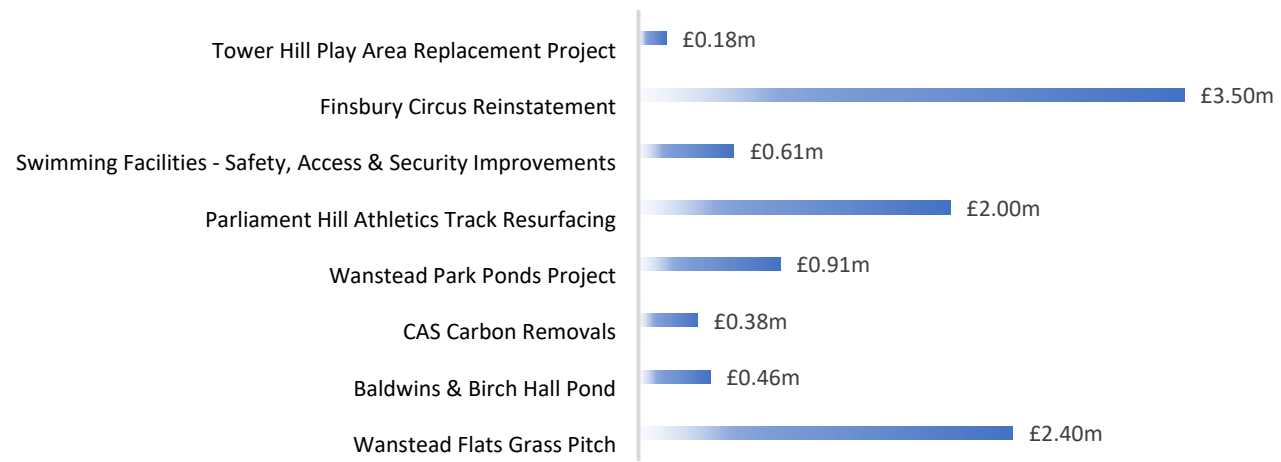 Tower Hill Play Area Replacement Project £0.18m
Finsbury Circus Reinstatement £3.50m
Swimming Facilities - Safety, Access & Security Improvements £0.61m
Parliament Hill Athletics Track Resurfacing £2.00m
Wanstead Park Ponds Project £0.91m
CAS Carbon Removals £0.38m
Baldwins & Birch Hall Pond £0.46m
Wanstead Flats Grass Pitch £2.40m